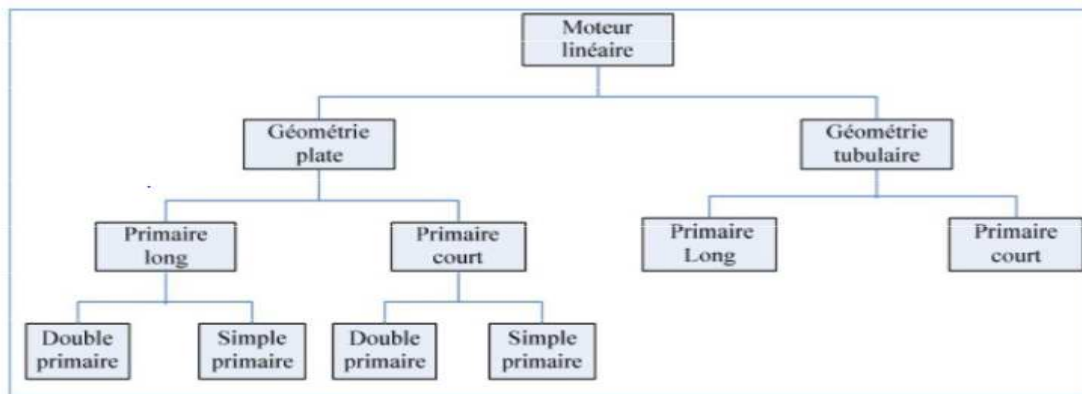 Moteur
linéaire
Géométrie
plate
Géométrie
tubulaire
Primaire
long
Primaire
court
Primaire
Long
Primaire
court
Double
primaire
Simple
primaire
Double
primaire
Simple
primaire